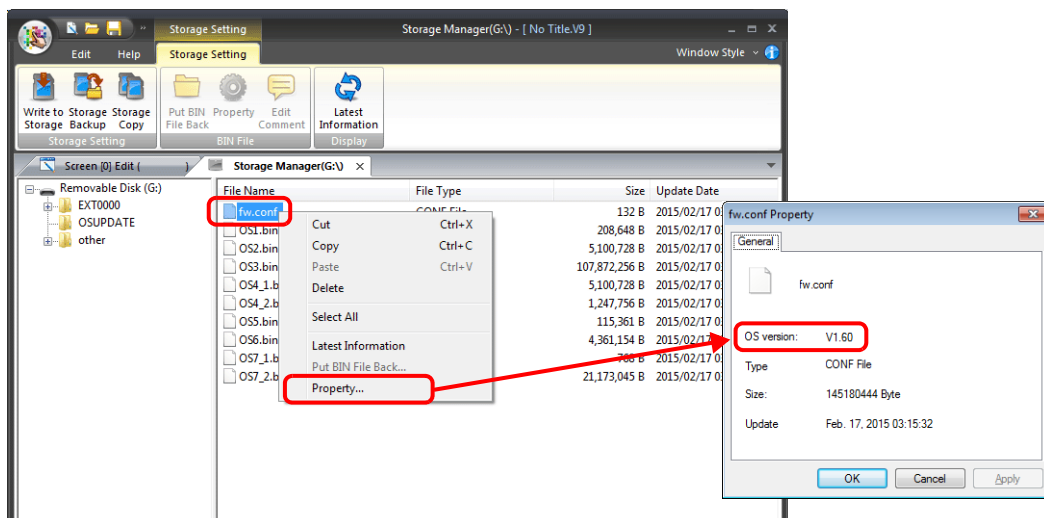 Storage Setting
Storage Manager(G:\) - [ No Title.V9 ]
Edit Help Storage Setting Window Style
Write to Storage
Storage Backup
Storage Copy
Put BIN File Back
Property
Edit Comment
Latest Information
Storage Setting BIN File Display
Screen [0] Edit ( )
Storage Manager(G:\) ×
Removable Disk (G:)
EXT0000
OSUPDATE
other
File Name File Type Size Update Date
fw.conf CONF File 132 B 2015/02/17
OS1.bin 208,648 B 2015/02/17
OS2.bin 5,100,728 B 2015/02/17
OS3.bin 107,872,256 B 2015/02/17
OS4_1.b 5,100,728 B 2015/02/17
OS4_2.b 1,247,756 B 2015/02/17
OS5.bin 115,361 B 2015/02/17
OS6.bin 4,361,154 B 2015/02/17
OS7_1.b B 2015/02/17
OS7_2.b 21,173,045 B 2015/02/17
Cut Ctrl+X
Copy Ctrl+C
Paste Ctrl+V
Delete
Select All
Latest Information
Put BIN File Back...
Property...
fw.conf Property
General
fw.conf
OS version: V1.60
Type CONF File
Size: 145180444 Byte
Update Feb. 17, 2015 03:15:32
OK Cancel Apply